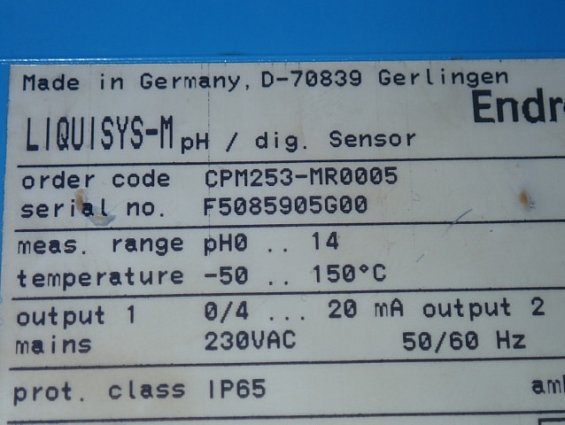 Made in Germany, D-70839 Gerlingen
Endr
LIQUISYS-M pH / dig. Sensor
order code CPM253-MR0005
serial no. F5085905G00
meas. range pH0 .. 14
temperature -50 .. 150°C
output 1 0/4 ... 20 mA output 2
mains 230VAC 50/60 Hz
prot. class IP65 am